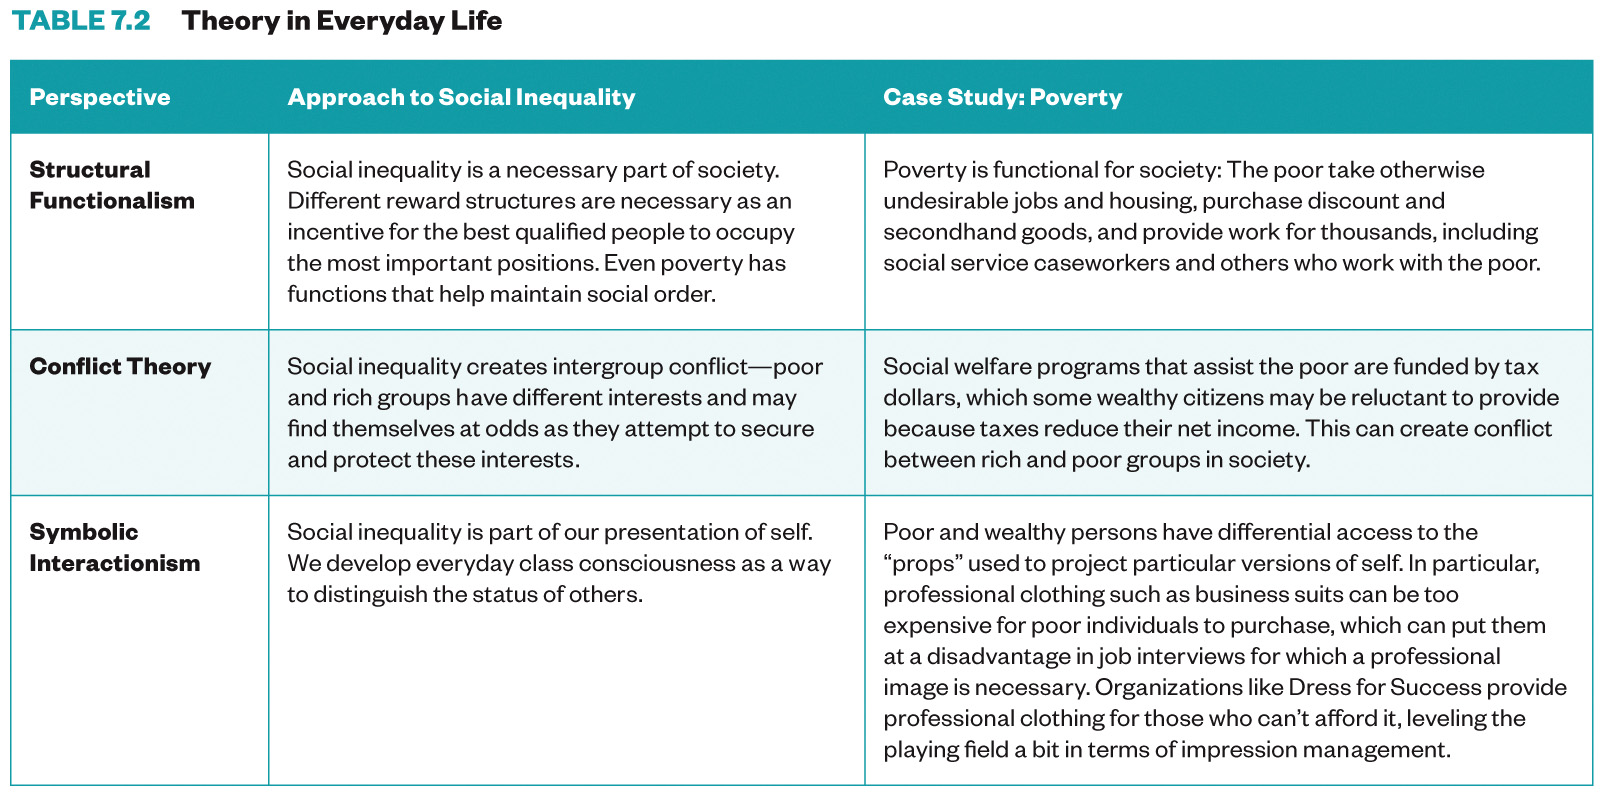 TABLE 7.2 Theory in Everyday Life
Perspective
Approach to Social Inequality
Case Study: Poverty
Structural
Functionalism
Social inequality is a necessary part of society.
Different reward structures are necessary as an
incentive for the best qualified people to occupy
the most important positions. Even poverty has
functions that help maintain social order.
Poverty is functional for society: The poor take otherwise
undesirable jobs and housing, purchase discount and
secondhand goods, and provide work for thousands, including
social service caseworkers and others who work with the poor.
Conflict Theory
Social inequality creates intergroup conflict—poor
and rich groups have different interests and may
find themselves at odds as they attempt to secure
and protect these interests.
Social welfare programs that assist the poor are funded by tax
dollars, which some wealthy citizens may be reluctant to provide
because taxes reduce their net income. This can create conflict
between rich and poor groups in society.
Symbolic
Interactionism
Social inequality is part of our presentation of self.
We develop everyday class consciousness as a way
to distinguish the status of others.
Poor and wealthy persons have differential access to the
“props” used to project particular versions of self. In particular,
professional clothing such as business suits can be too
expensive for poor individuals to purchase, which can put them
at a disadvantage in job interviews for which a professional
image is necessary. Organizations like Dress for Success provide
professional clothing for those who can’t afford it, leveling the
playing field a bit in terms of impression management.